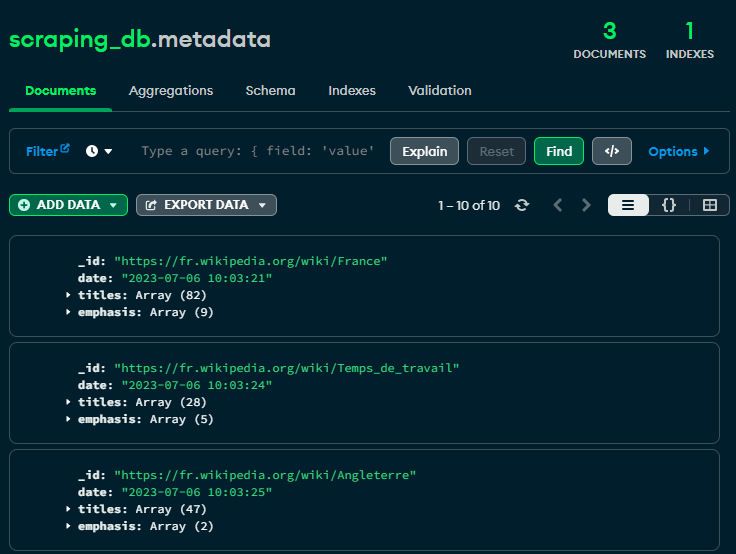 scraping_db.metadata
3
DOCUMENTS
1
INDEXES
Documents Aggregations Schema Indexes Validation
Filter Type a query: { field: 'value' Explain Reset Find </> Options
ADD DATA EXPORT DATA 1 – 10 of 10 {}
_id: "https://fr.wikipedia.org/wiki/France"
date: "2023-07-06 10:03:21"
titles: Array (82)
emphasis: Array (9)
_id: "https://fr.wikipedia.org/wiki/Temps_de_travail"
date: "2023-07-06 10:03:24"
titles: Array (28)
emphasis: Array (5)
_id: "https://fr.wikipedia.org/wiki/Angleterre"
date: "2023-07-06 10:03:25"
titles: Array (47)
emphasis: Array (2)